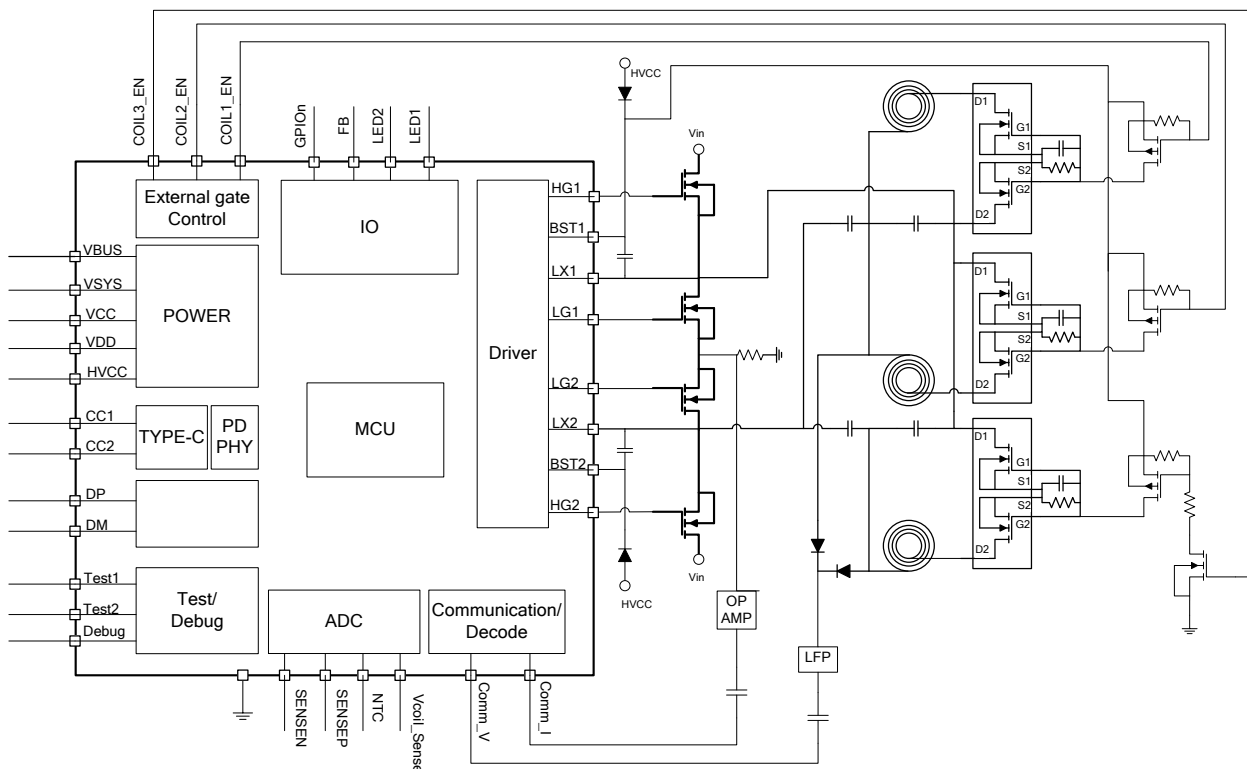 COIL3_EN
COIL2_EN
COIL1_EN
GPIOn
FB
LED2
LED1
HVCC
Vin
External gate
Control
IO
HG1
BST1
LX1
LG1
LG2
LX2
BST2
HG2
Driver
VBUS
VSYS
VCC
VDD
HVCC
POWER
MCU
CC1
CC2
TYPE-C
PD
PHY
DP
DM
Test1
Test2
Debug
Test/
Debug
ADC
Communication/
Decode
SENSEN
SENSEP
NTC
Vcoil_Sense
Comm_V
Comm_I
HVCC
Vin
OP
AMP
LFP
D1
G1
S1
S2
G2
D2
D1
G1
S1
S2
G2
D2
D1
G1
S1
S2
G2
D2